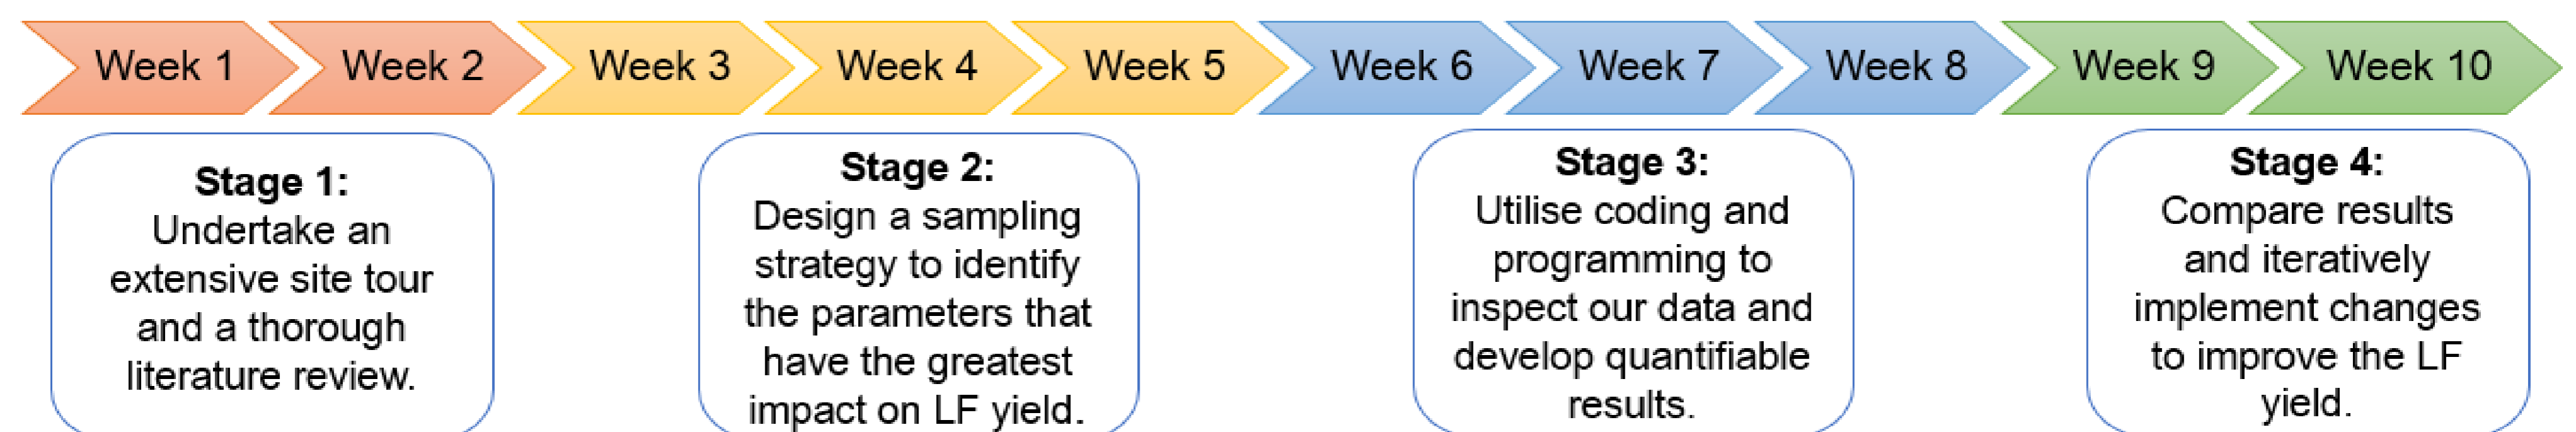 Week 1
Week 2
Week 3
Week 4
Week 5
Week 6
Week 7
Week 8
Week 9
Week 10
Stage 1:
Undertake an
extensive site tour
and a thorough
literature review.
Stage 2:
Design a sampling
strategy to identify
the parameters that
have the greatest
impact on LF yield.
Stage 3:
Utilise coding and
programming to
inspect our data and
develop quantifiable
results.
Stage 4:
Compare results
and iteratively
implement changes
to improve the LF
yield.